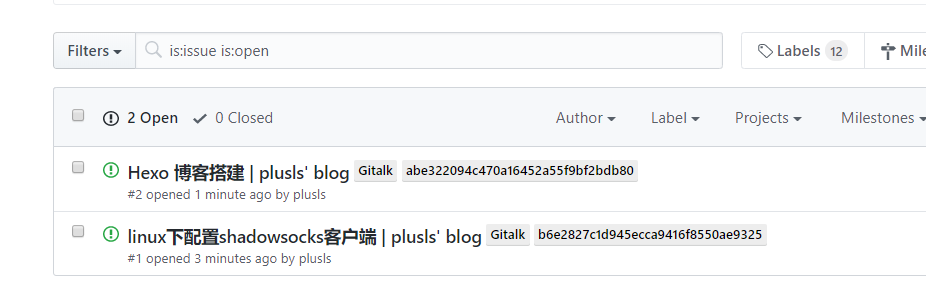 Filters is:issue is:open Labels 12 Mile
2 Open 0 Closed Author Label Projects Milestones
Hexo 博客搭建 | plusls' blog Gitalk abe322094c470a16452a55f9bf2bdb80
#2 opened 1 minute ago by plusls
linux下配置shadowsocks客户端 | plusls' blog Gitalk b6e2827c1d945ecca9416f8550ae9325
#1 opened 3 minutes ago by plusls